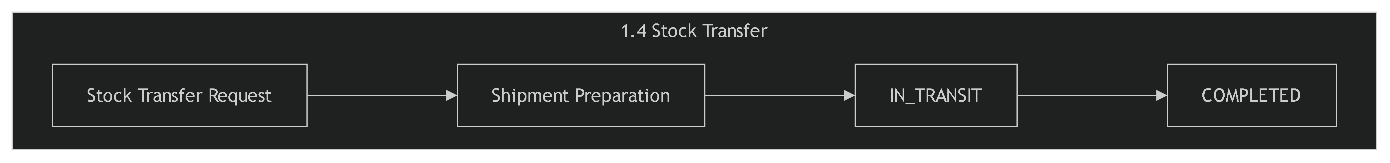 1.4 Stock Transfer
Stock Transfer Request
Shipment Preparation
IN_TRANSIT
COMPLETED